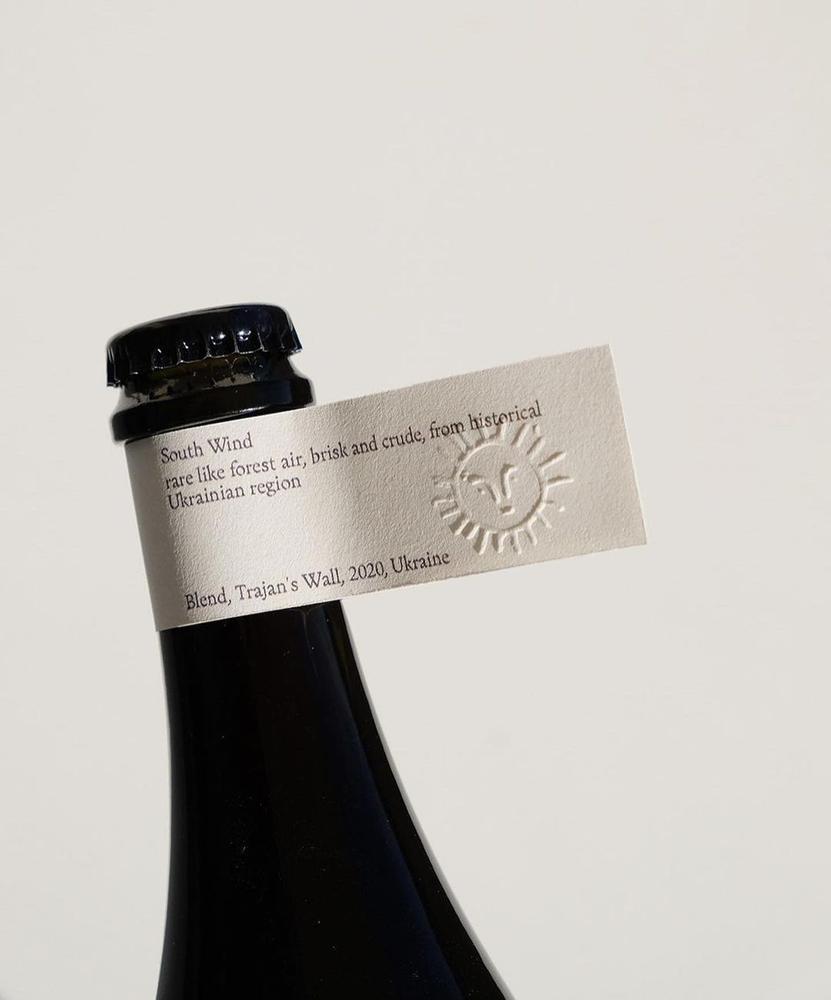 South Wind
rare like forest air, brisk and crude, from historical
Ukrainian region
Blend, Trajan's Wall, 2020, Ukraine